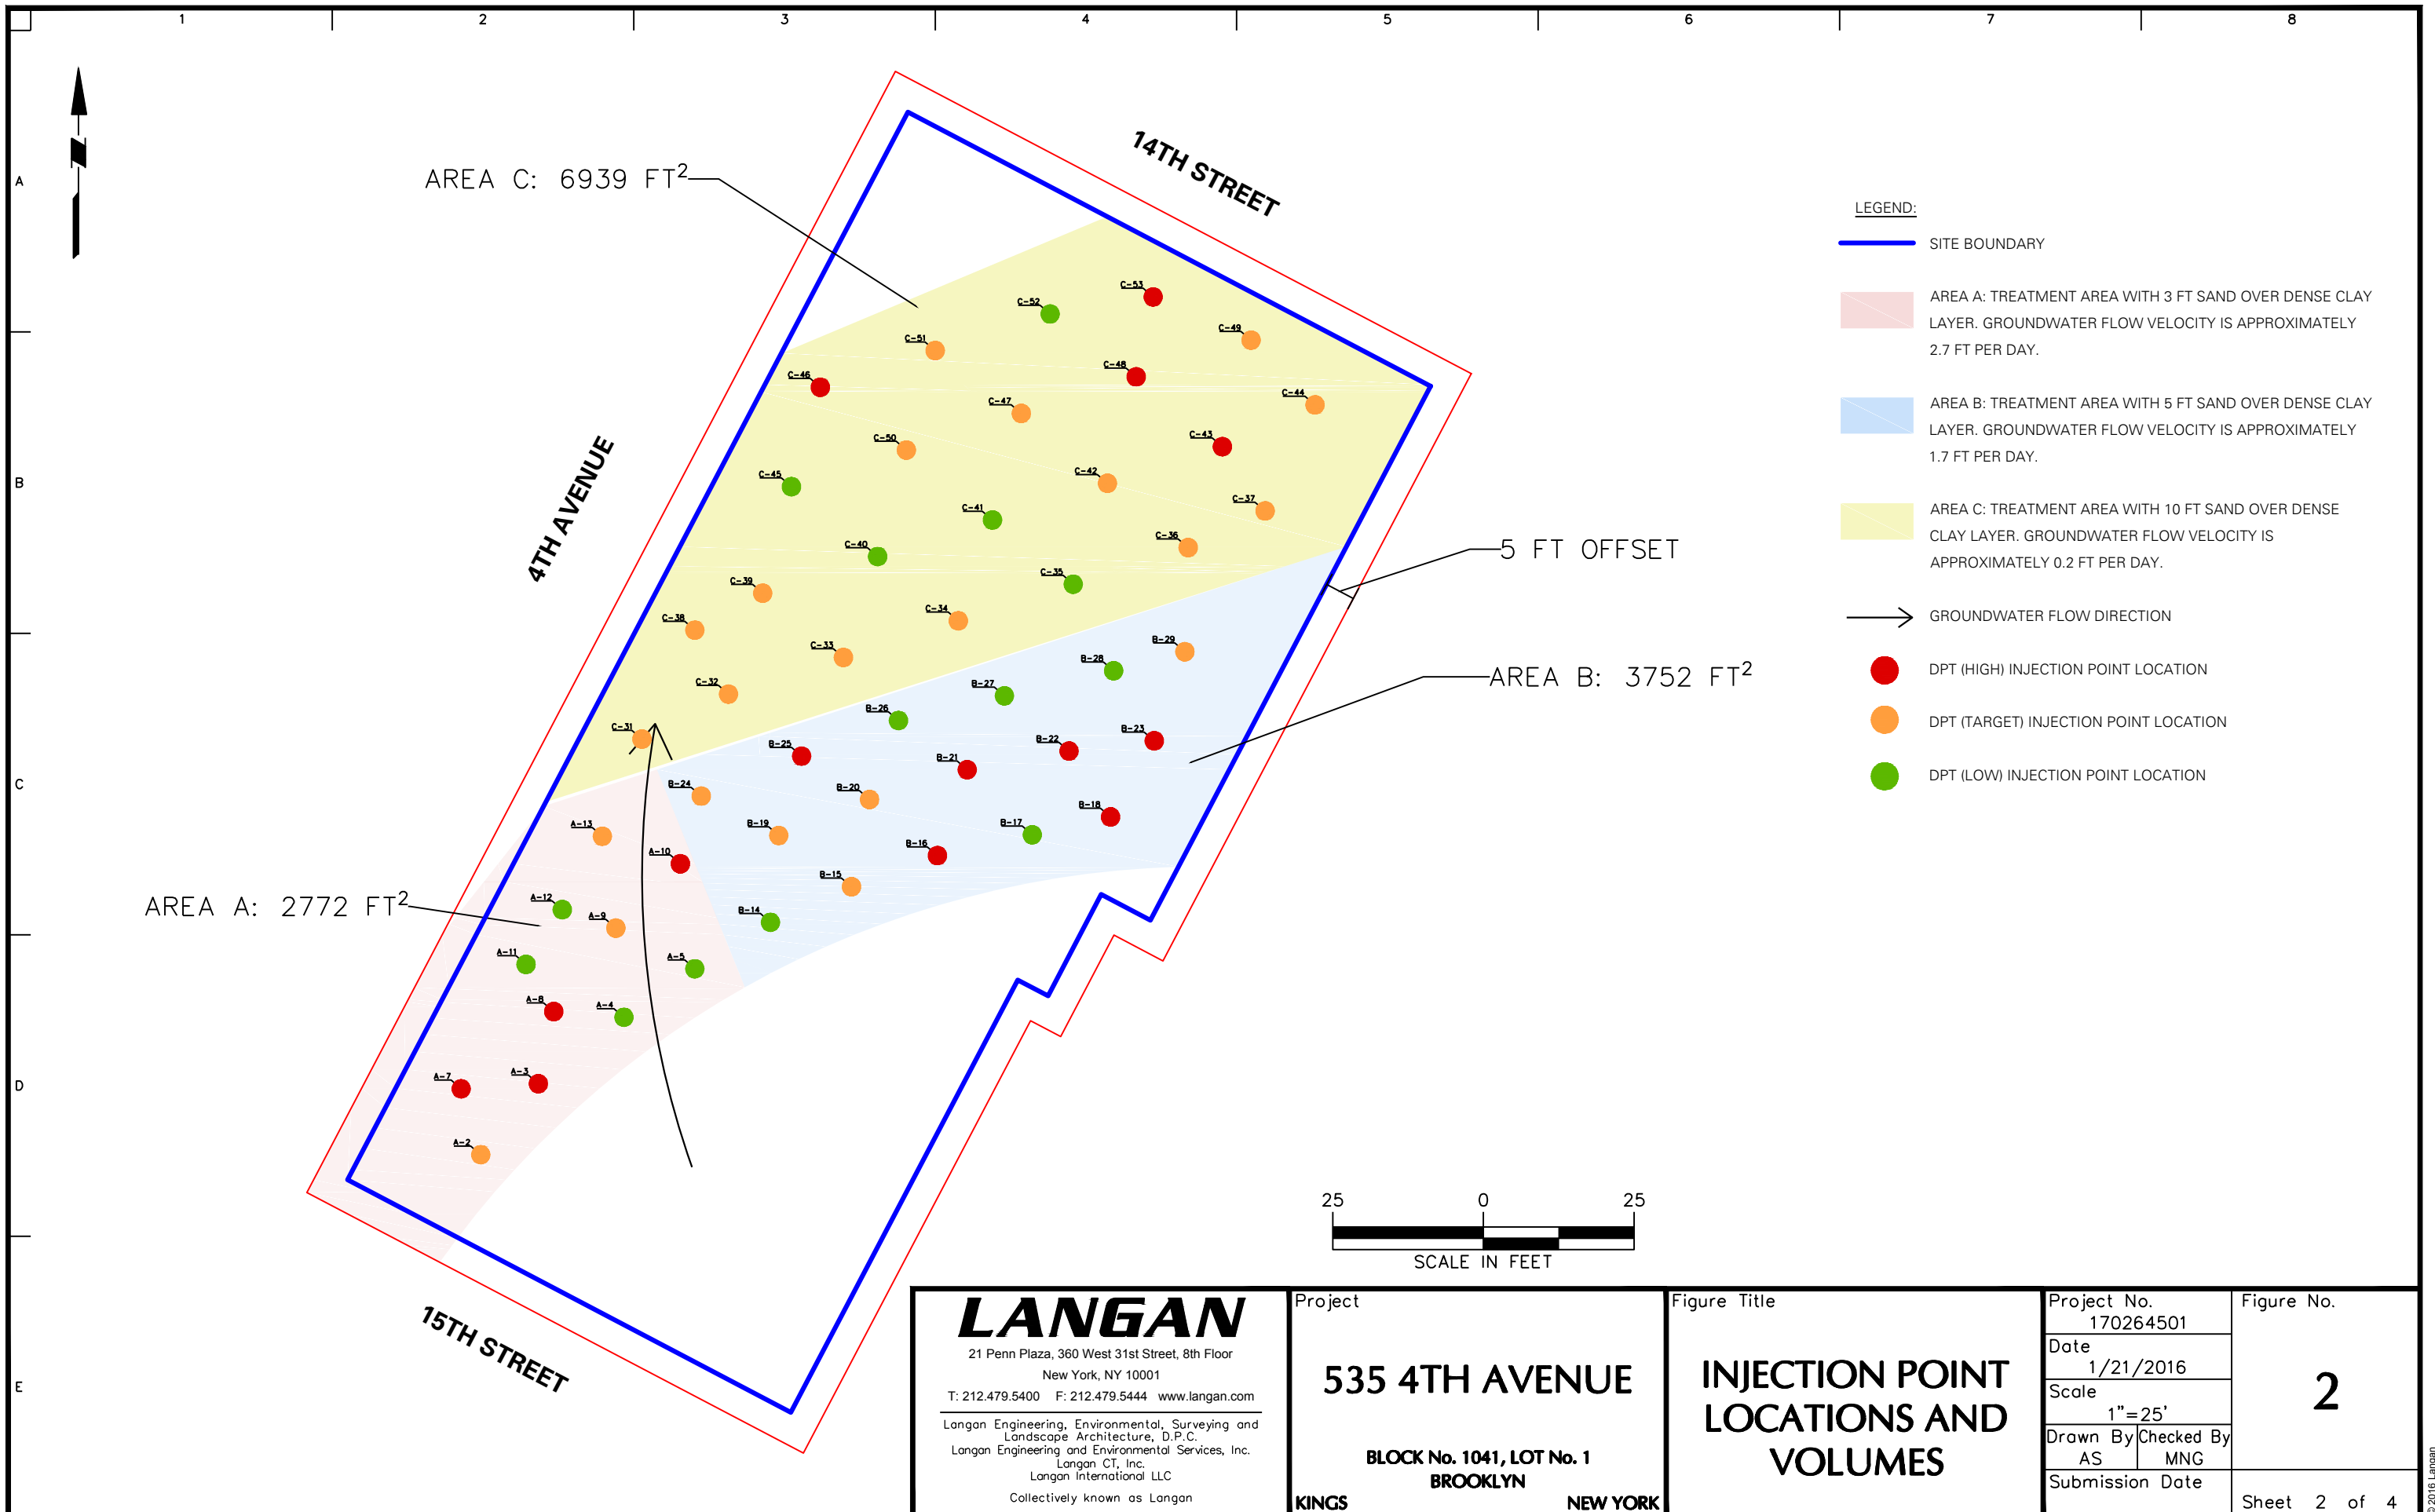 1 2 3 4 5 6 7 8
A
B
C
D
E
14TH STREET
4TH AVENUE
15TH STREET
AREA C: 6939 FT²
AREA B: 3752 FT²
AREA A: 2772 FT²
5 FT OFFSET
C-53
C-52
C-49
C-51
C-48
C-46
C-44
C-47
C-43
C-50
C-42
C-45
C-37
C-41
C-36
C-40
C-35
C-39
C-34
C-38
C-33
B-29
B-28
C-32
B-27
B-26
C-31
B-23
B-22
B-25
B-21
B-24
B-20
B-18
A-13
B-19
B-17
A-10
B-16
B-15
A-12
B-14
A-9
A-11
A-5
A-8
A-4
A-7
A-3
A-2
LEGEND:
SITE BOUNDARY
AREA A: TREATMENT AREA WITH 3 FT SAND OVER DENSE CLAY
LAYER. GROUNDWATER FLOW VELOCITY IS APPROXIMATELY
2.7 FT PER DAY.
AREA B: TREATMENT AREA WITH 5 FT SAND OVER DENSE CLAY
LAYER. GROUNDWATER FLOW VELOCITY IS APPROXIMATELY
1.7 FT PER DAY.
AREA C: TREATMENT AREA WITH 10 FT SAND OVER DENSE
CLAY LAYER. GROUNDWATER FLOW VELOCITY IS
APPROXIMATELY 0.2 FT PER DAY.
GROUNDWATER FLOW DIRECTION
DPT (HIGH) INJECTION POINT LOCATION
DPT (TARGET) INJECTION POINT LOCATION
DPT (LOW) INJECTION POINT LOCATION
25 0 25
SCALE IN FEET
LANGAN
21 Penn Plaza, 360 West 31st Street, 8th Floor
New York, NY 10001
T: 212.479.5400 F: 212.479.5444 www.langan.com
Langan Engineering, Environmental, Surveying and
Landscape Architecture, D.P.C.
Langan Engineering and Environmental Services, Inc.
Langan CT, Inc.
Langan International LLC
Collectively known as Langan
Project
535 4TH AVENUE
BLOCK No. 1041, LOT No. 1
BROOKLYN
KINGS NEW YORK
Figure Title
INJECTION POINT
LOCATIONS AND
VOLUMES
Project No.
170264501
Date
1/21/2016
Scale
1"=25'
Drawn By Checked By
AS MNG
Submission Date
Figure No.
2
Sheet 2 of 4
Langan